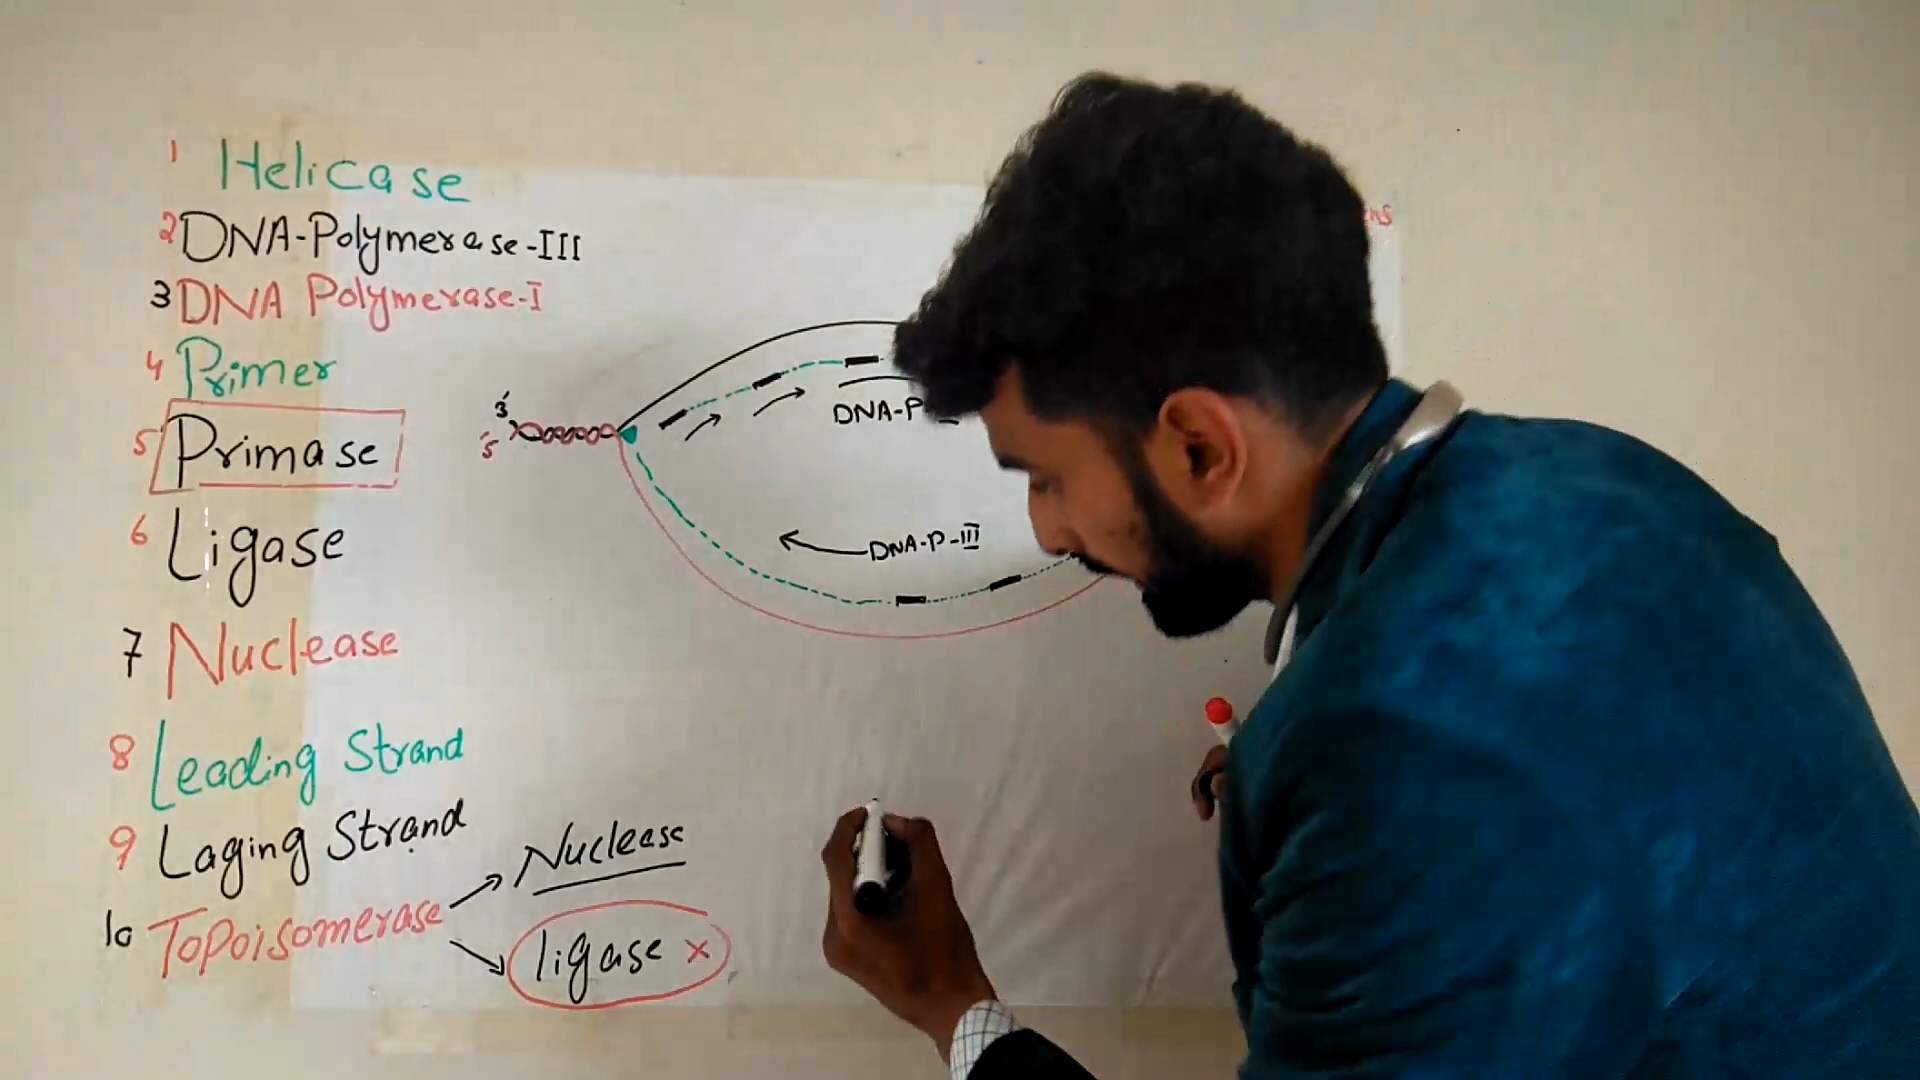 1 Helicase
2 DNA-Polymerase-III
3 DNA Polymerase-I
4 Primer
5 Primase
6 Ligase
7 Nuclease
8 Leading Strand
9 Laging Strand
10 Topoisomerase
Nuclease
ligase x
3'
5'
DNA-P
DNA-P-III